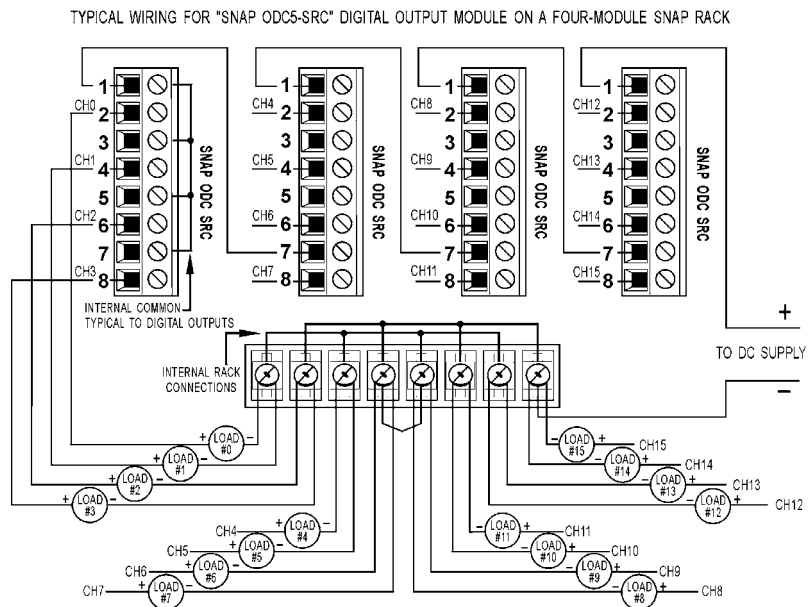 TYPICAL WIRING FOR "SNAP ODC5-SRC" DIGITAL OUTPUT MODULE ON A FOUR-MODULE SNAP RACK
1
2
3
4
5
6
7
8
CH0
CH1
CH2
CH3
SNAP ODC SRC
1
2
3
4
5
6
7
8
CH4
CH5
CH6
CH7
SNAP ODC SRC
1
2
3
4
5
6
7
8
CH8
CH9
CH10
CH11
SNAP ODC SRC
1
2
3
4
5
6
7
8
CH12
CH13
CH14
CH15
SNAP ODC SRC
INTERNAL COMMON
TYPICAL TO DIGITAL OUTPUTS
INTERNAL RACK
CONNECTIONS
+
TO DC SUPPLY
−
+ LOAD #0 -
+ LOAD #1 -
+ LOAD #2 -
+ LOAD #3 -
CH4 + LOAD #4 -
CH5 + LOAD #5 -
CH6 + LOAD #6 -
CH7 + LOAD #7 -
- LOAD #15 + CH15
- LOAD #14 + CH14
- LOAD #13 + CH13
- LOAD #12 + CH12
- LOAD #11 + CH11
- LOAD #10 + CH10
- LOAD #9 + CH9
- LOAD #8 + CH8